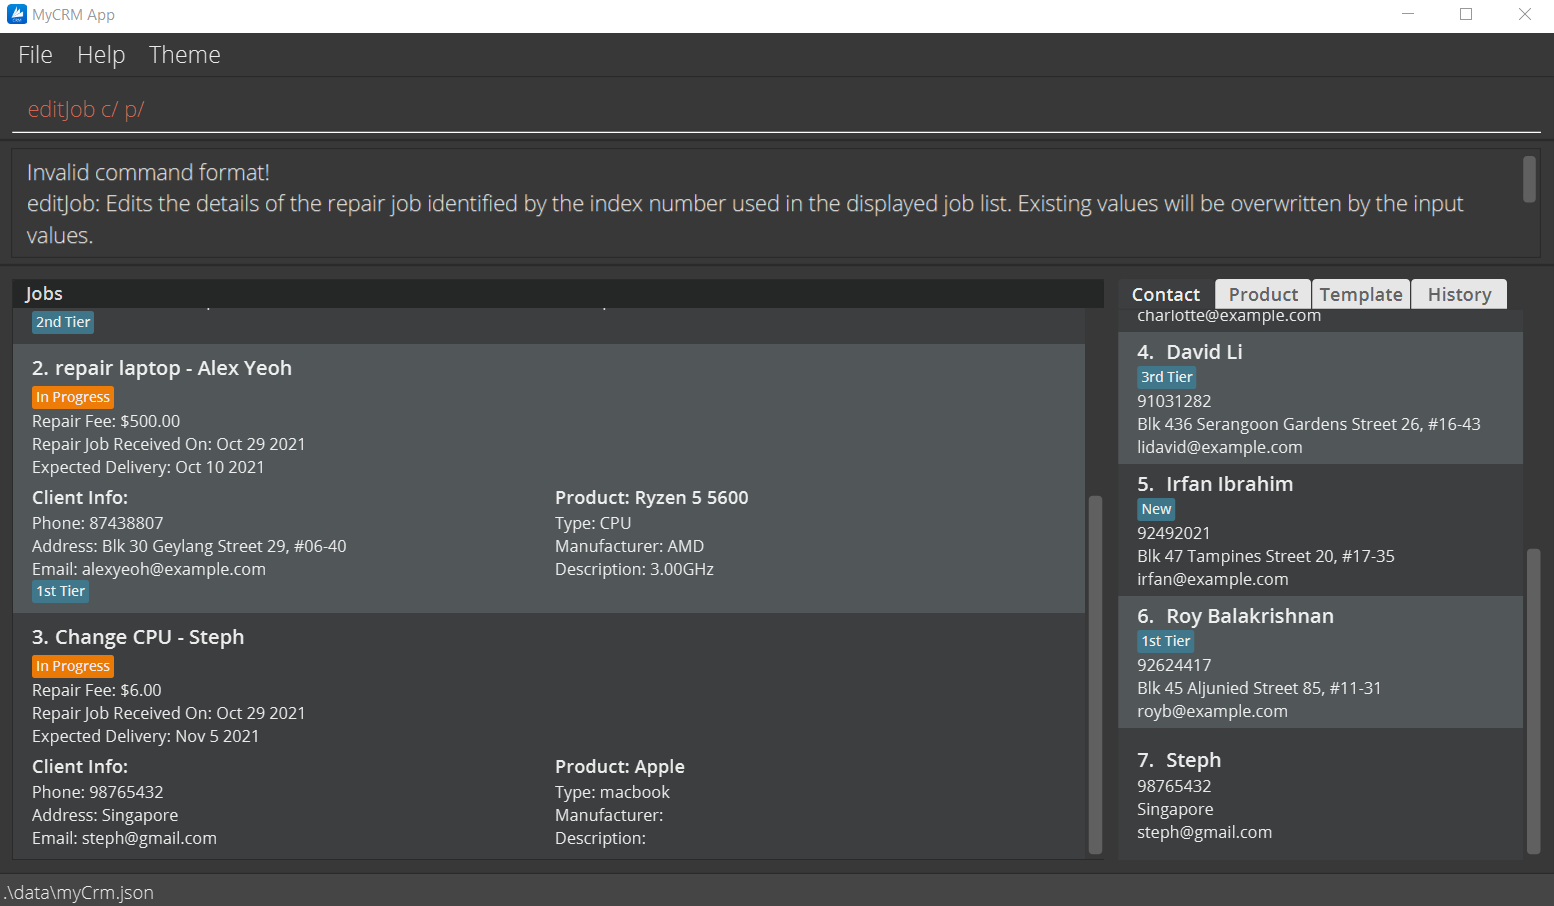 MyCRM App
File Help Theme
editJob c/ p/
Invalid command format!
editJob: Edits the details of the repair job identified by the index number used in the displayed job list. Existing values will be overwritten by the input
values.
Jobs
2nd Tier
2. repair laptop - Alex Yeoh
In Progress
Repair Fee: $500.00
Repair Job Received On: Oct 29 2021
Expected Delivery: Oct 10 2021
Client Info:
Phone: 87438807
Address: Blk 30 Geylang Street 29, #06-40
Email: alexyeoh@example.com
1st Tier
Product: Ryzen 5 5600
Type: CPU
Manufacturer: AMD
Description: 3.00GHz
3. Change CPU - Steph
In Progress
Repair Fee: $6.00
Repair Job Received On: Oct 29 2021
Expected Delivery: Nov 5 2021
Client Info:
Phone: 98765432
Address: Singapore
Email: steph@gmail.com
Product: Apple
Type: macbook
Manufacturer:
Description:
Contact Product Template History
charlotte@example.com
4. David Li
3rd Tier
91031282
Blk 436 Serangoon Gardens Street 26, #16-43
lidavid@example.com
5. Irfan Ibrahim
New
92492021
Blk 47 Tampines Street 20, #17-35
irfan@example.com
6. Roy Balakrishnan
1st Tier
92624417
Blk 45 Aljunied Street 85, #11-31
royb@example.com
7. Steph
98765432
Singapore
steph@gmail.com
.\data\myCrm.json